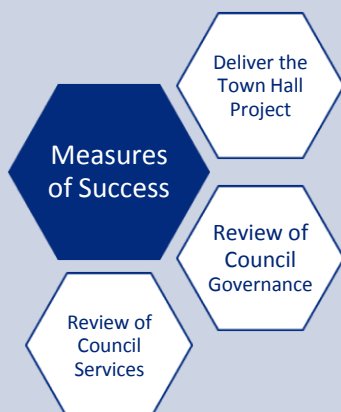 Deliver the
Town Hall
Project
Measures
of Success
Review of
Council
Governance
Review of
Council
Services